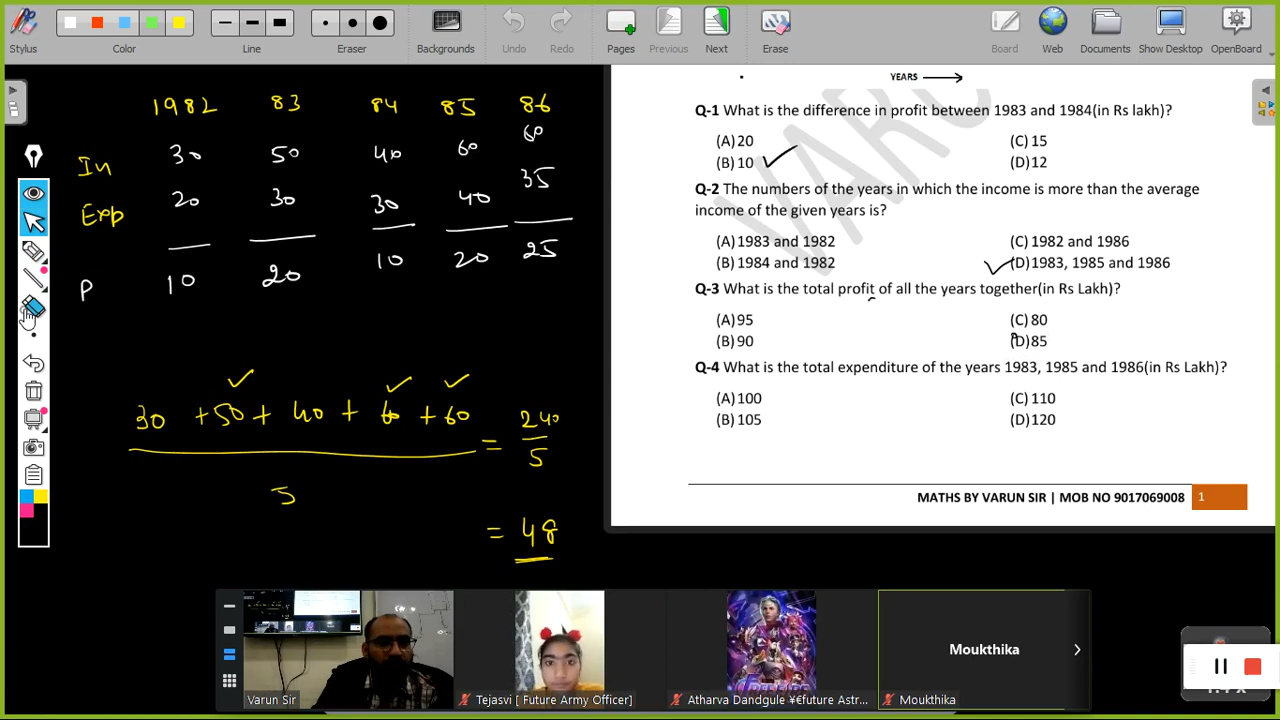 Stylus
Color
Line
Eraser
Backgrounds
Undo
Redo
Pages
Previous
Next
Erase
Board
Web
Documents
Show Desktop
OpenBoard
1982 83 84 85 86
In 30 50 40 60 60
Exp 20 30 30 40 35
P 10 20 10 20 25
30 + 50 + 40 + 60 + 60 = 240
5 5
= 48
YEARS
VARU
Q-1 What is the difference in profit between 1983 and 1984(in Rs lakh)?
(A) 20 (C) 15
(B) 10 (D) 12
Q-2 The numbers of the years in which the income is more than the average
income of the given years is?
(A) 1983 and 1982 (C) 1982 and 1986
(B) 1984 and 1982 (D) 1983, 1985 and 1986
Q-3 What is the total profit of all the years together(in Rs Lakh)?
(A) 95 (C) 80
(B) 90 (D) 85
Q-4 What is the total expenditure of the years 1983, 1985 and 1986(in Rs Lakh)?
(A) 100 (C) 110
(B) 105 (D) 120
MATHS BY VARUN SIR | MOB NO 9017069008 1
Moukthika
Varun Sir
Tejasvi [ Future Army Officer]
Atharva Dandgule ¥€future Astr...
Moukthika